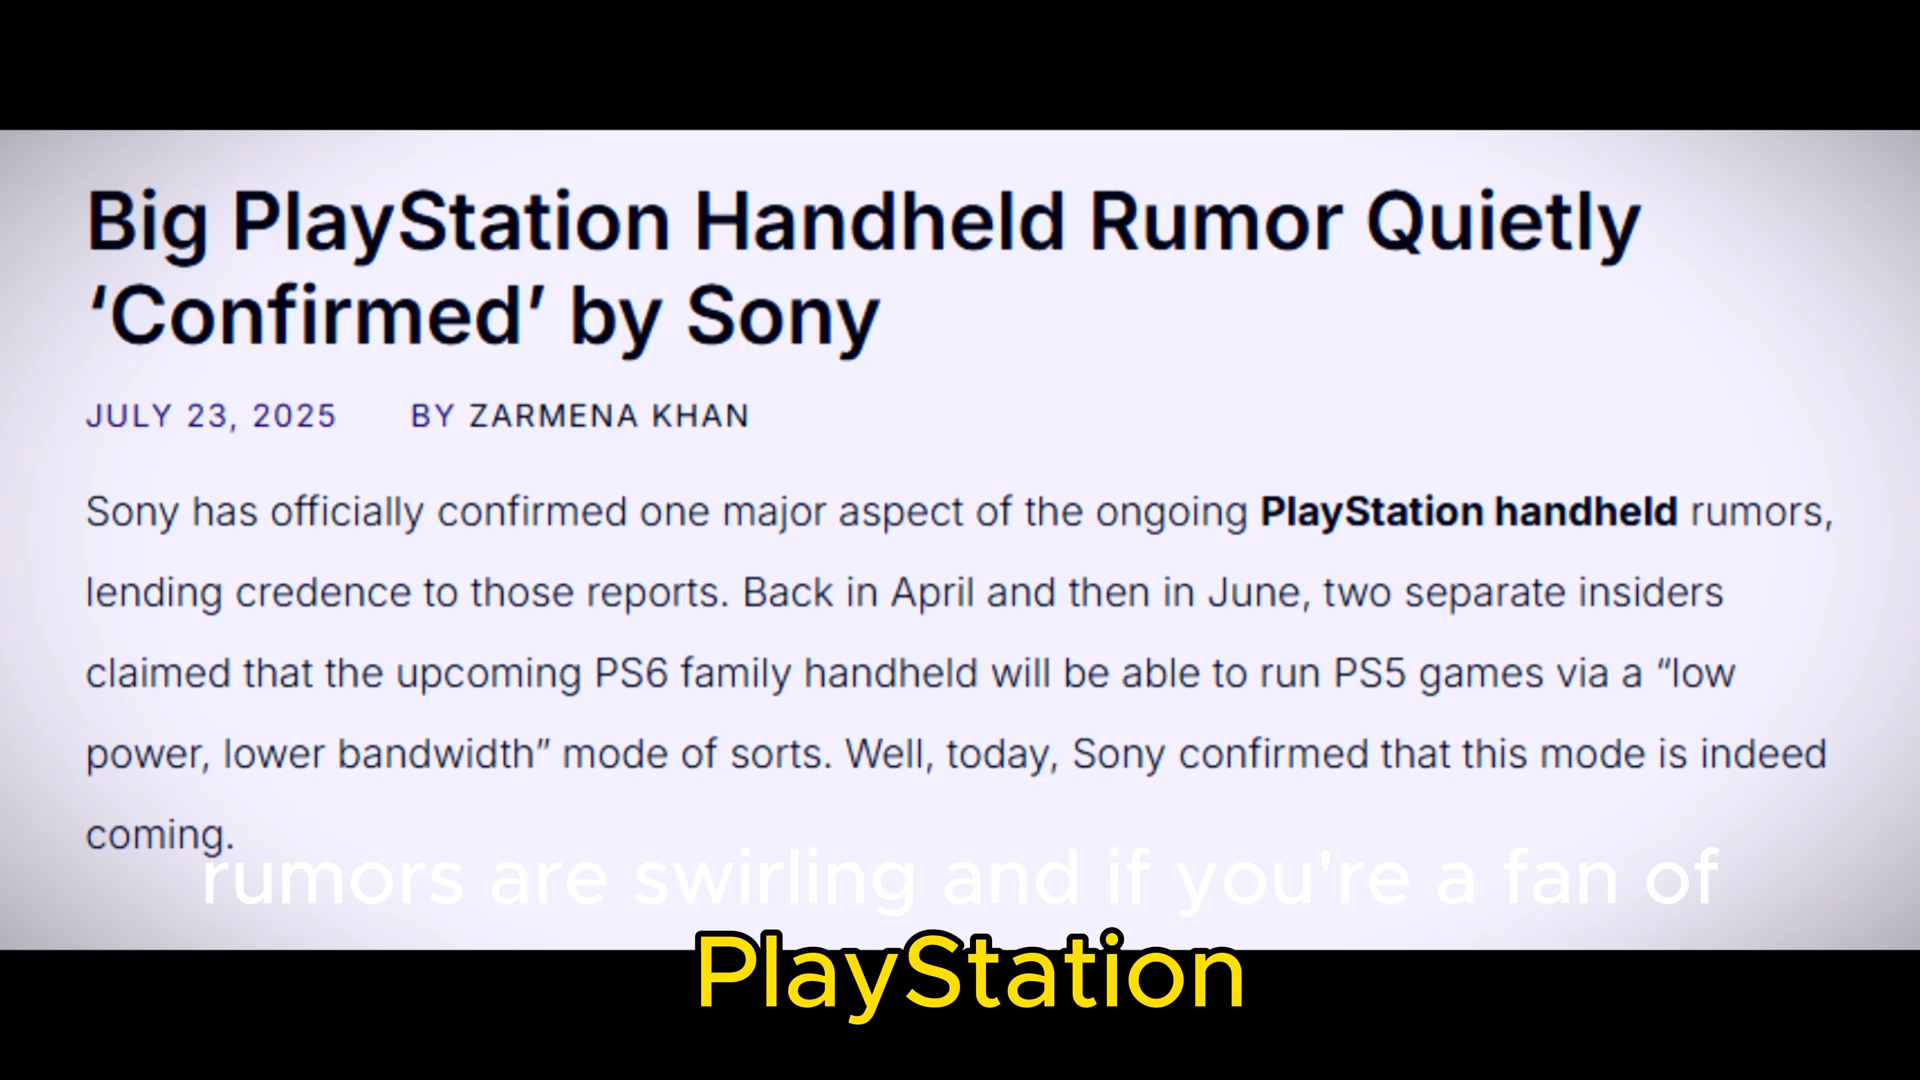 Big PlayStation Handheld Rumor Quietly
‘Confirmed’ by Sony
JULY 23, 2025 BY ZARMENA KHAN
Sony has officially confirmed one major aspect of the ongoing PlayStation handheld rumors,
lending credence to those reports. Back in April and then in June, two separate insiders
claimed that the upcoming PS6 family handheld will be able to run PS5 games via a “low
power, lower bandwidth” mode of sorts. Well, today, Sony confirmed that this mode is indeed
coming.
rumors are swirling and if you're a fan of
PlayStation